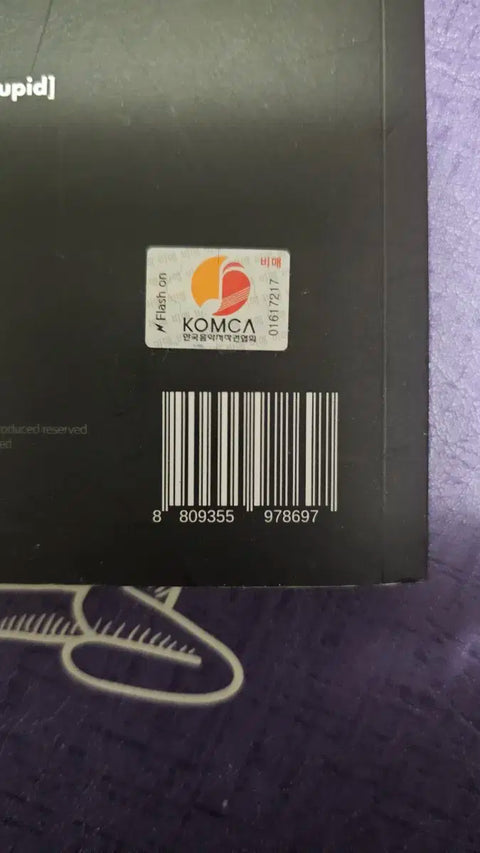 upid]
비매
Flash on
01617217
KOMCA
한국음악저작권협회
roduced reserved
ed
8 809355 978697